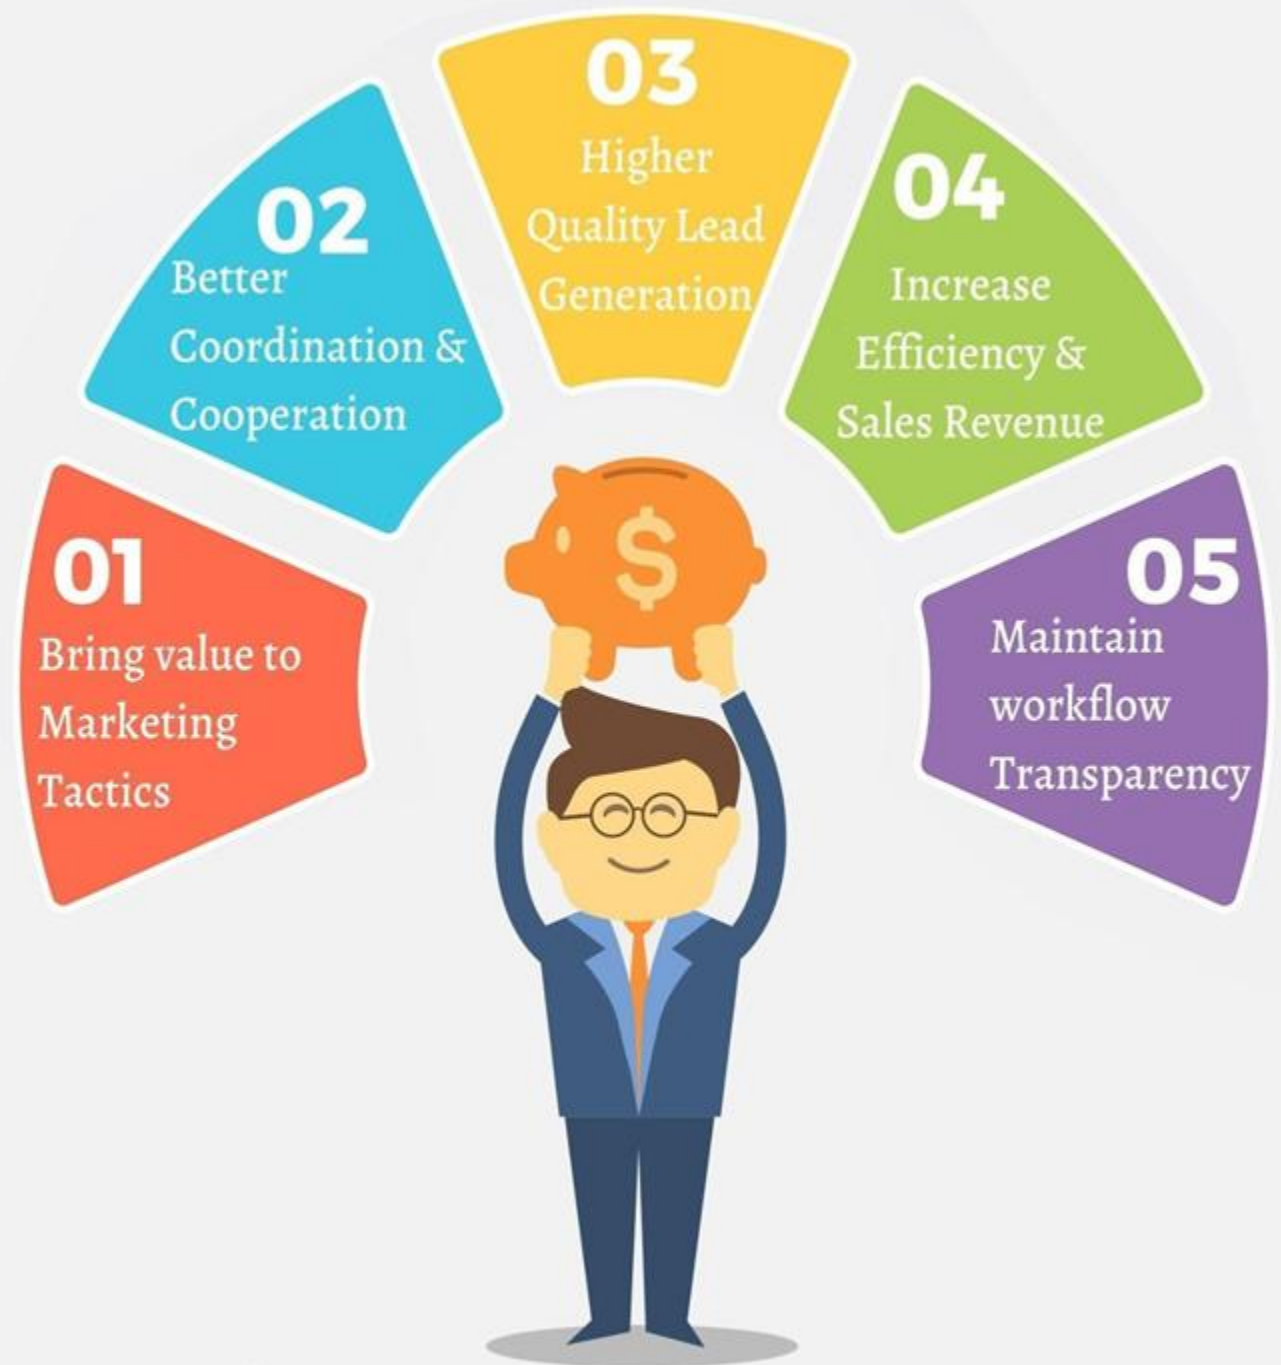 01
Bring value to
Marketing
Tactics
02
Better
Coordination &
Cooperation
03
Higher
Quality Lead
Generation
04
Increase
Efficiency &
Sales Revenue
05
Maintain
workflow
Transparency
$